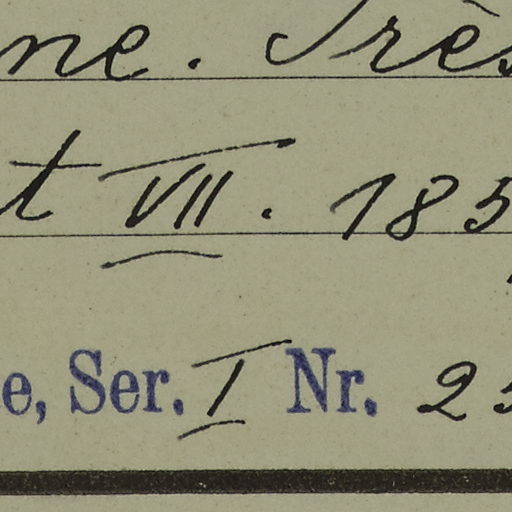 ne. Très
t VII. 185
e, Ser. I Nr. 2